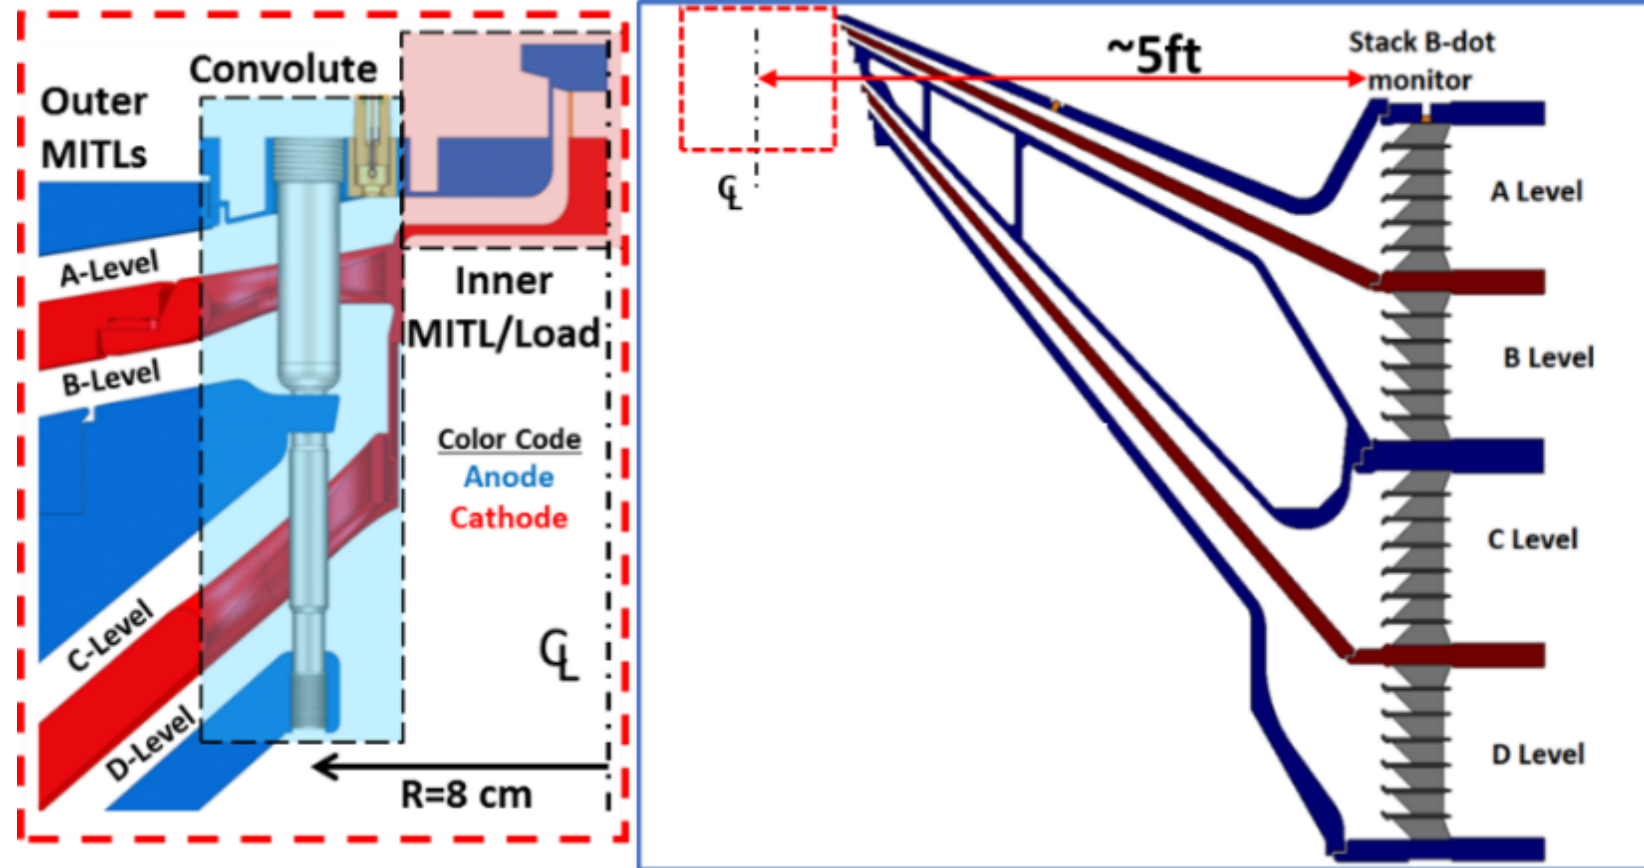 Convolute
Outer
MITLs
A-Level
B-Level
Inner
MITL/Load
Color Code
Anode
Cathode
C-Level
D-Level
℄
R=8 cm
~5ft
Stack B-dot
monitor
℄
A Level
B Level
C Level
D Level